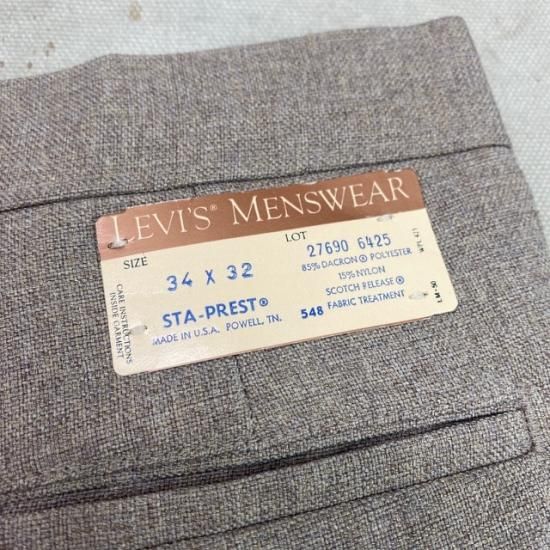 LEVI'S® MENSWEAR
SIZE
LOT
34 X 32
27690 6425
85% DACRON® POLYESTER
15% NYLON
SCOTCH RELEASE®
548 FABRIC TREATMENT
STA-PREST®
MADE IN U.S.A. POWELL, TN.
CARE INSTRUCTIONS
INSIDE GARMENT